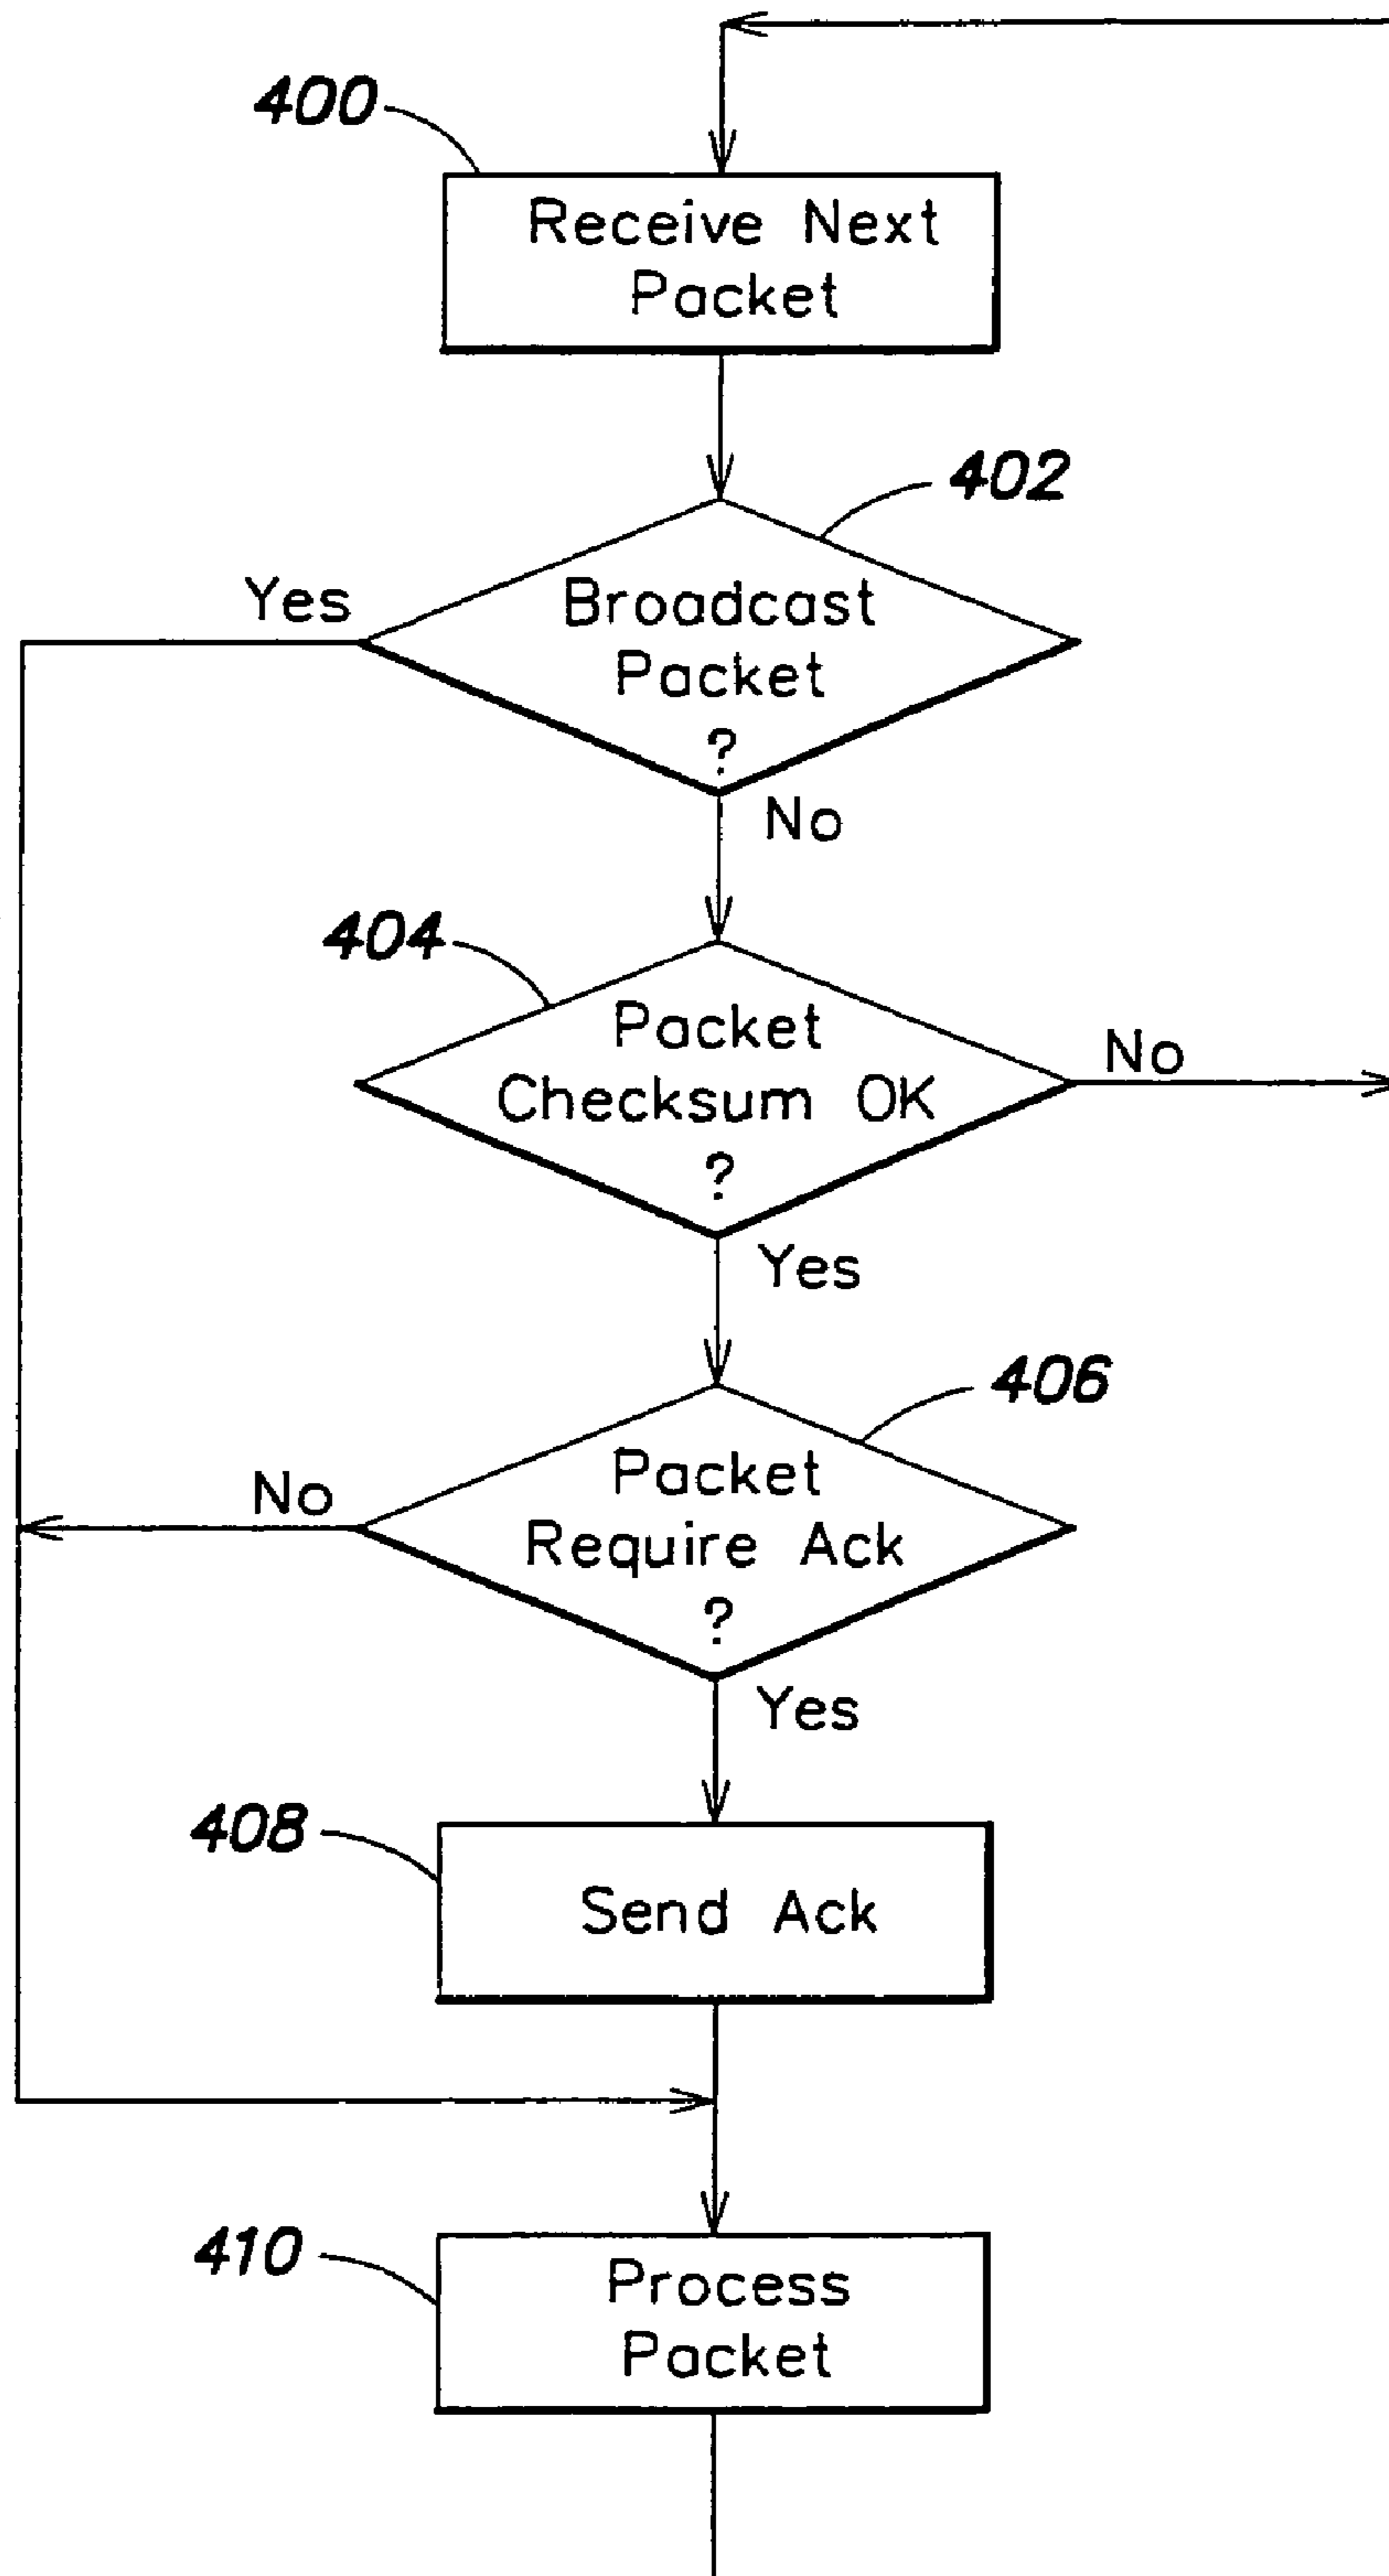 400
Receive Next
Packet
402
Yes
Broadcast
Packet
?
No
404
Packet
Checksum OK
?
No
Yes
406
No
Packet
Require Ack
?
Yes
408
Send Ack
410
Process
Packet